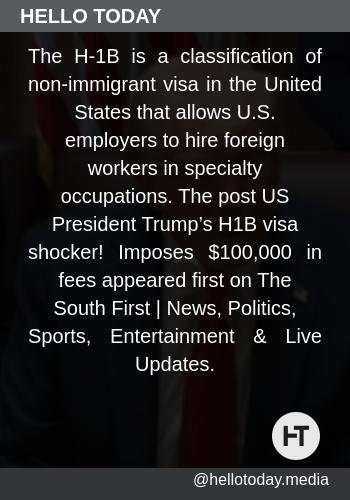 HELLO TODAY
The H-1B is a classification of
non-immigrant visa in the United
States that allows U.S.
employers to hire foreign
workers in specialty
occupations. The post US
President Trump’s H1B visa
shocker! Imposes $100,000 in
fees appeared first on The
South First | News, Politics,
Sports, Entertainment & Live
Updates.
HT
@hellotoday.media